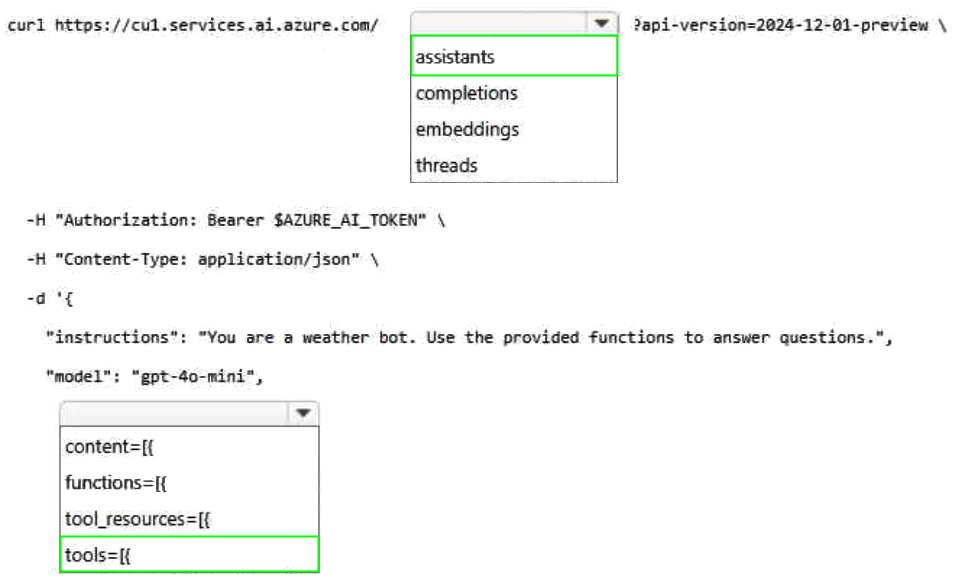 curl https://cu1.services.ai.azure.com/ ?api-version=2024-12-01-preview \
assistants
completions
embeddings
threads
-H "Authorization: Bearer $AZURE_AI_TOKEN" \
-H "Content-Type: application/json" \
-d '{
"instructions": "You are a weather bot. Use the provided functions to answer questions.",
"model": "gpt-4o-mini",
content=[{
functions=[{
tool_resources=[{
tools=[{